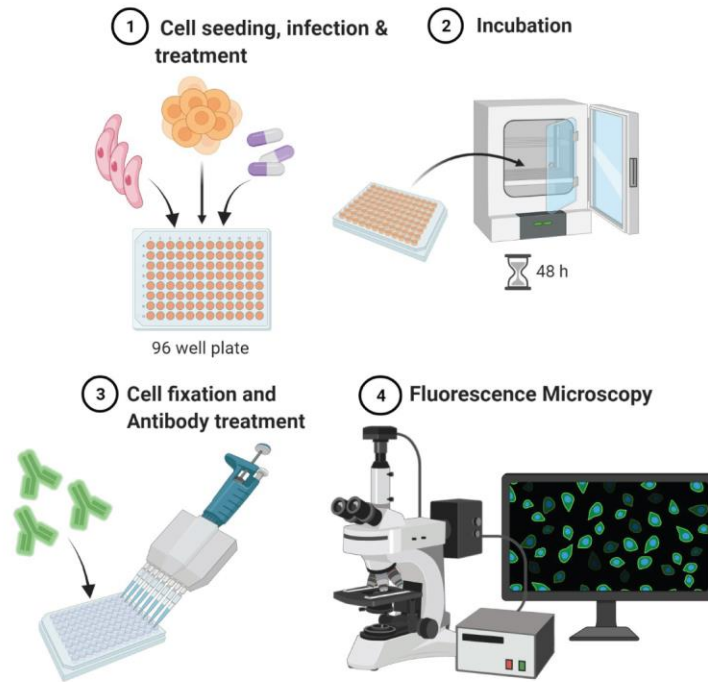 1 Cell seeding, infection &
treatment
2 Incubation
48 h
96 well plate
3 Cell fixation and
Antibody treatment
4 Fluorescence Microscopy